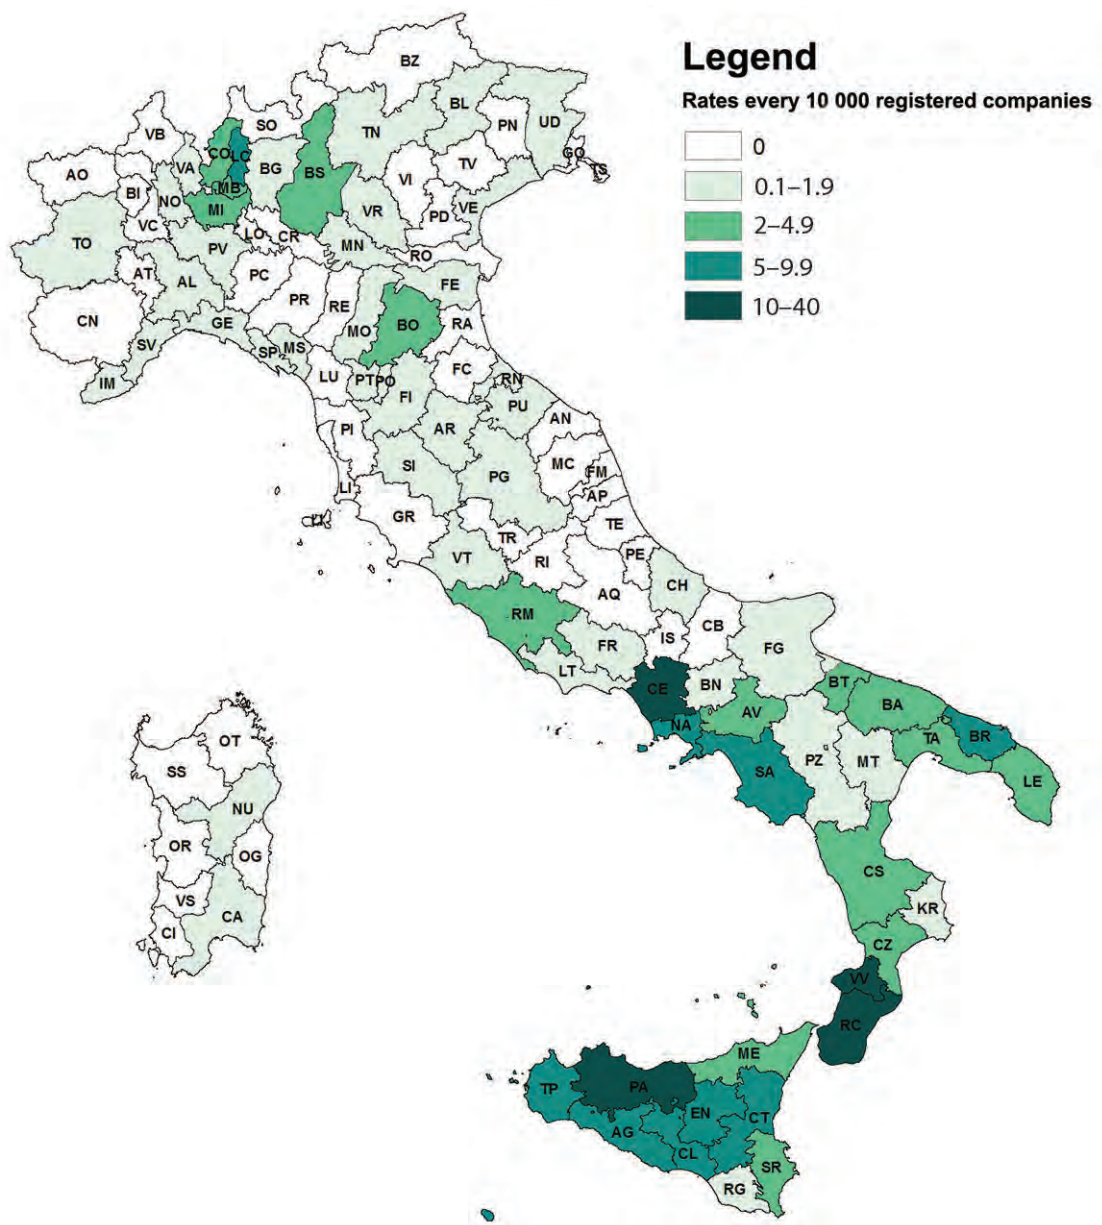 Legend
Rates every 10 000 registered companies
0
0.1–1.9
2–4.9
5–9.9
10–40
BZ
BL
UD
PN
TN
SO
VB
CO
LC
VA
BG
BS
TV
GO
TS
AO
MB
VI
BI
NO
MI
VR
PD
VE
VC
TO
LO
CR
MN
RO
PV
AT
PC
AL
FE
PR
RE
CN
GE
MO
BO
RA
SV
SP
MS
IM
LU
PT
PO
FC
RN
FI
PU
AN
PI
AR
MC
SI
PG
FM
LI
AP
GR
TE
TR
VT
RI
PE
AQ
CH
RM
CB
IS
FR
FG
LT
BN
CE
BT
AV
BA
NA
TA
BR
OT
SS
SA
PZ
MT
LE
NU
OR
OG
CS
VS
CA
KR
CI
CZ
VV
RC
ME
TP
PA
EN
CT
AG
CL
SR
RG